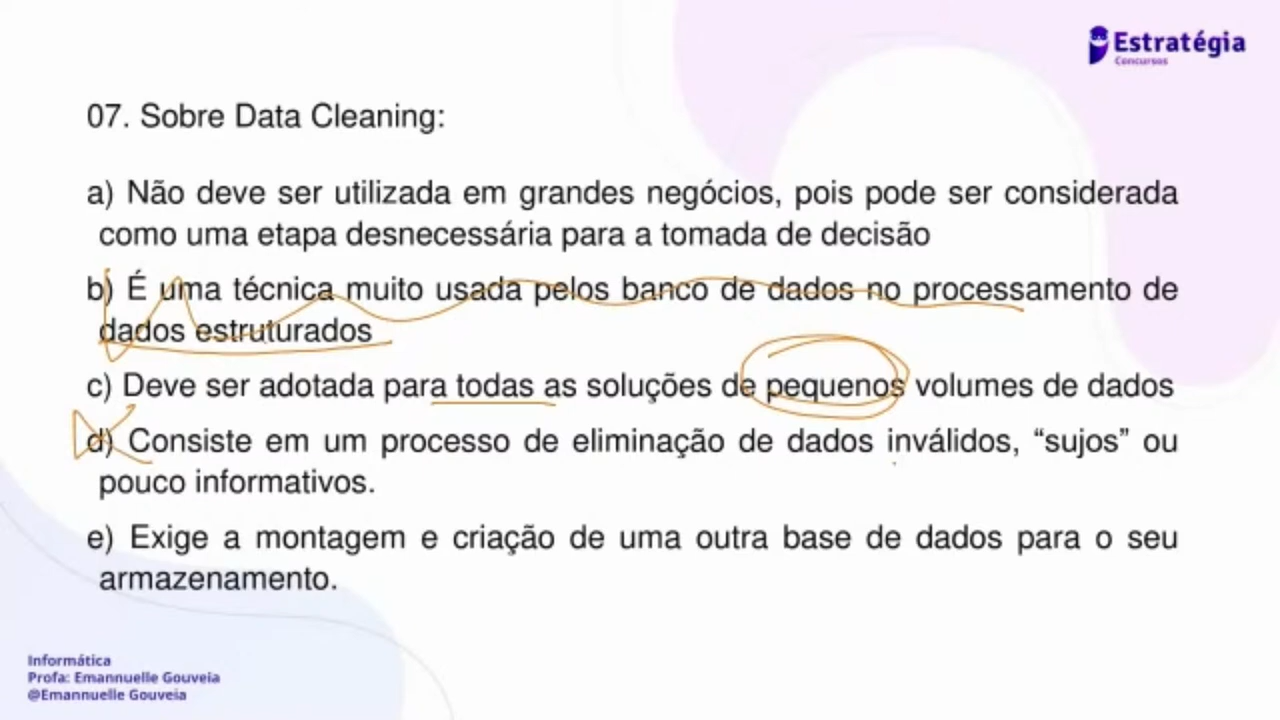 Estratégia
Concursos
07. Sobre Data Cleaning:
a) Não deve ser utilizada em grandes negócios, pois pode ser considerada
como uma etapa desnecessária para a tomada de decisão
b) É uma técnica muito usada pelos banco de dados no processamento de
dados estruturados
c) Deve ser adotada para todas as soluções de pequenos volumes de dados
d) Consiste em um processo de eliminação de dados inválidos, “sujos” ou
pouco informativos.
e) Exige a montagem e criação de uma outra base de dados para o seu
armazenamento.
Informática
Profa: Emannuelle Gouveia
@Emannuelle Gouveia